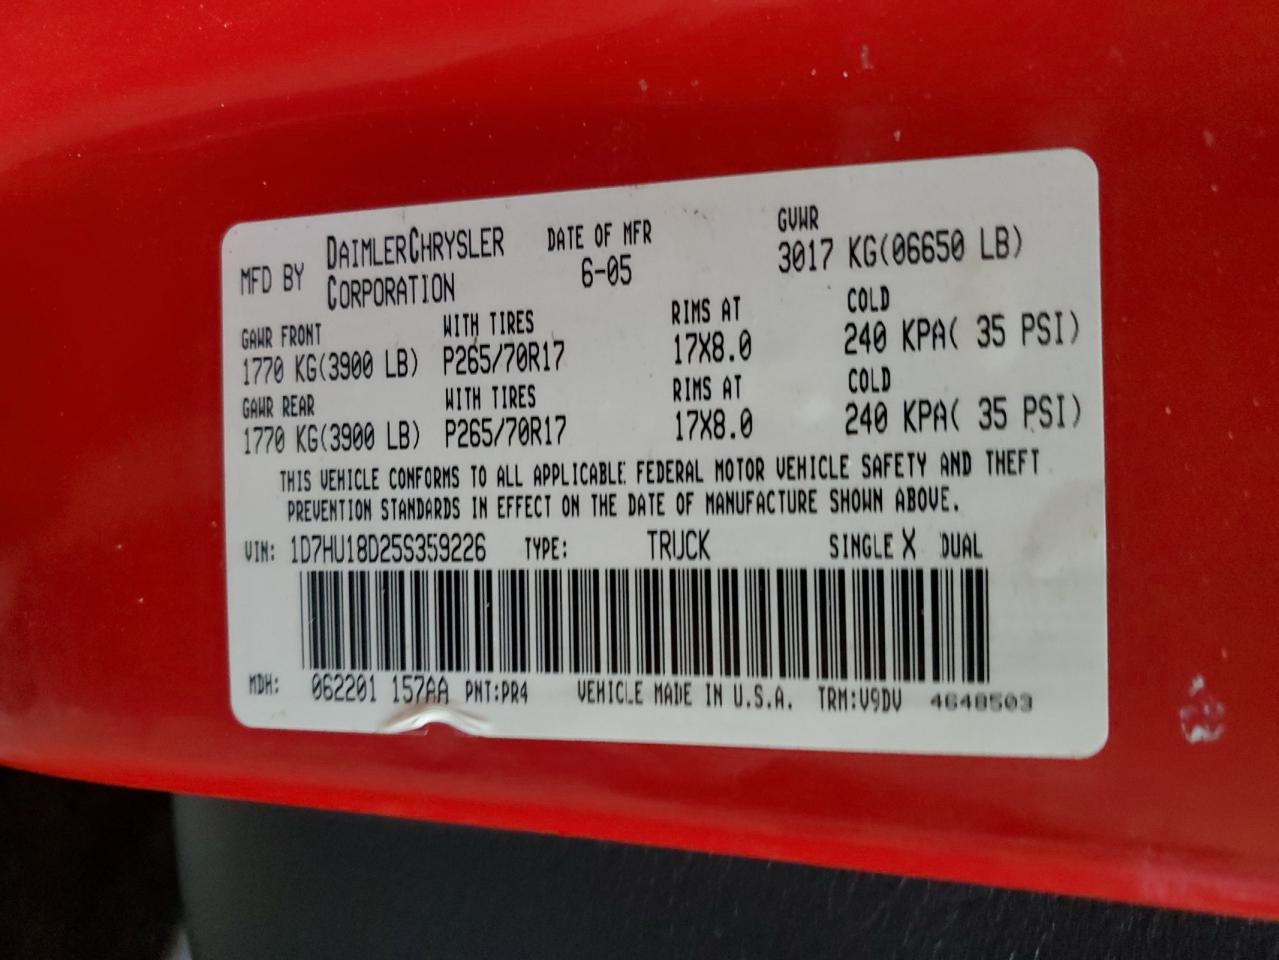 MFD BY DAIMLERCHRYSLER CORPORATION DATE OF MFR 6-05 GVWR 3017 KG(06650 LB)
GAWR FRONT WITH TIRES RIMS AT COLD
1770 KG(3900 LB) P265/70R17 17X8.0 240 KPA( 35 PSI)
GAWR REAR WITH TIRES RIMS AT COLD
1770 KG(3900 LB) P265/70R17 17X8.0 240 KPA( 35 PSI)
THIS VEHICLE CONFORMS TO ALL APPLICABLE FEDERAL MOTOR VEHICLE SAFETY AND THEFT
PREVENTION STANDARDS IN EFFECT ON THE DATE OF MANUFACTURE SHOWN ABOVE.
VIN: 1D7HU18D25S359226 TYPE: TRUCK SINGLE X DUAL
MDH: 062201 157AA PNT:PR4 VEHICLE MADE IN U.S.A. TRM:V9DV 4648503